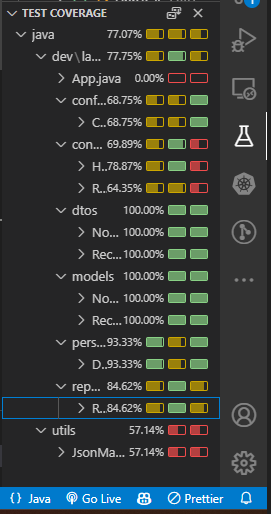 TEST COVERAGE
java 77.07%
dev\la... 77.75%
App.java 0.00%
conf... 68.75%
C... 68.75%
con... 69.89%
H... 78.87%
R... 64.35%
dtos 100.00%
No... 100.00%
Rec... 100.00%
models 100.00%
No... 100.00%
Rec... 100.00%
pers... 93.33%
D... 93.33%
rep... 84.62%
R... 84.62%
utils 57.14%
JsonMa... 57.14%
{} Java Go Live Prettier